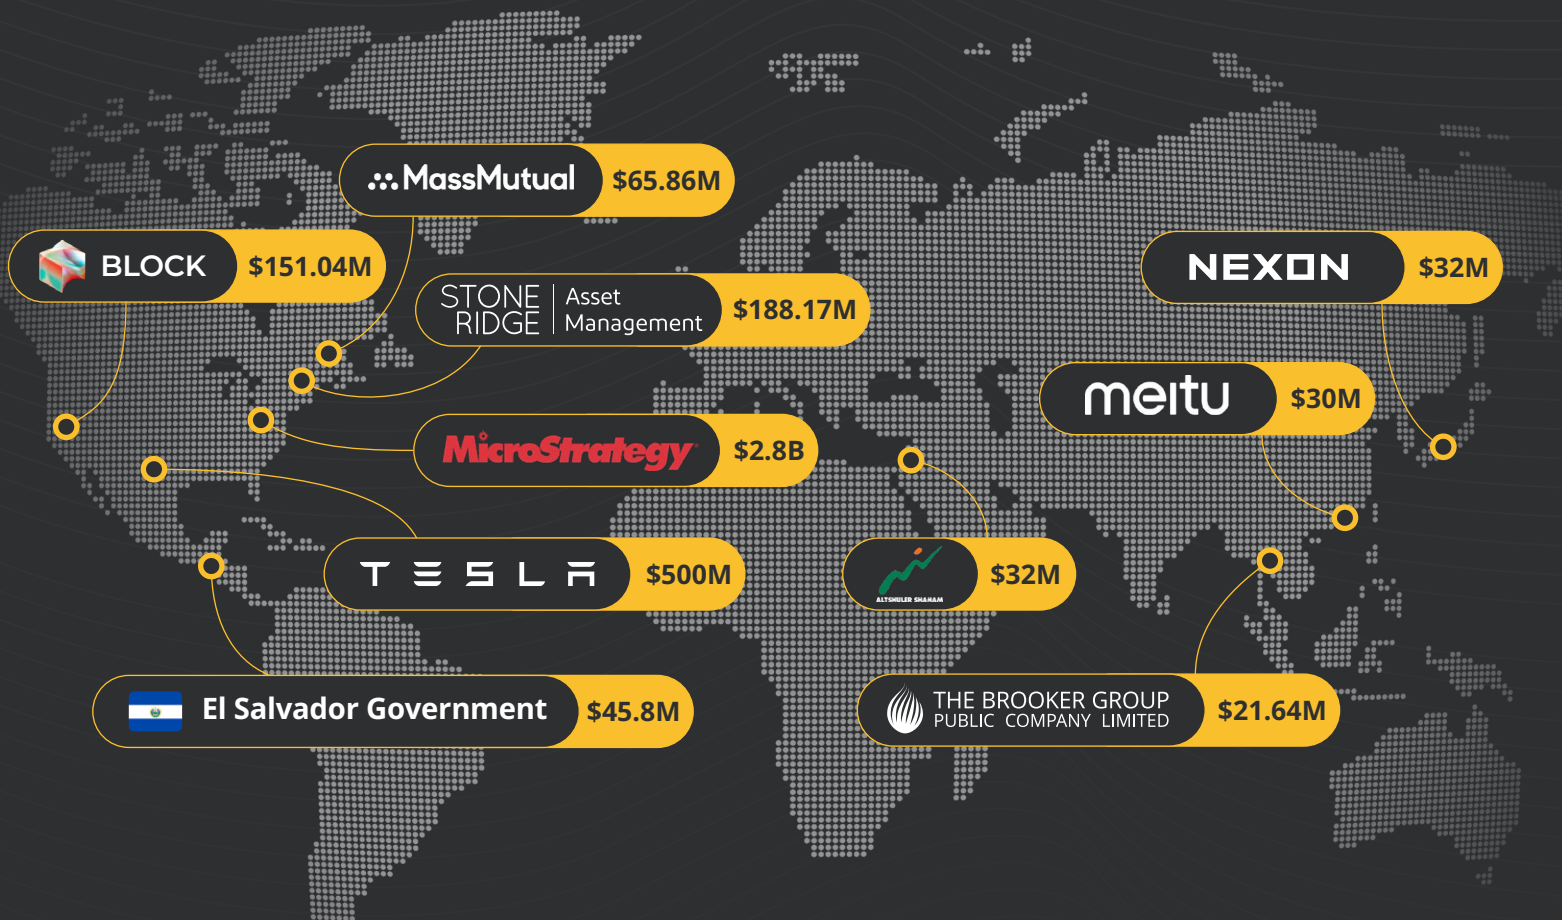 MassMutual
$65.86M
BLOCK
$151.04M
NEXON
$32M
STONE
RIDGE
Asset
Management
$188.17M
meitu
$30M
MicroStrategy
$2.8B
TESLA
$500M
ALTSHULER SHAHAM
$32M
El Salvador Government
$45.8M
THE BROOKER GROUP
PUBLIC COMPANY LIMITED
$21.64M